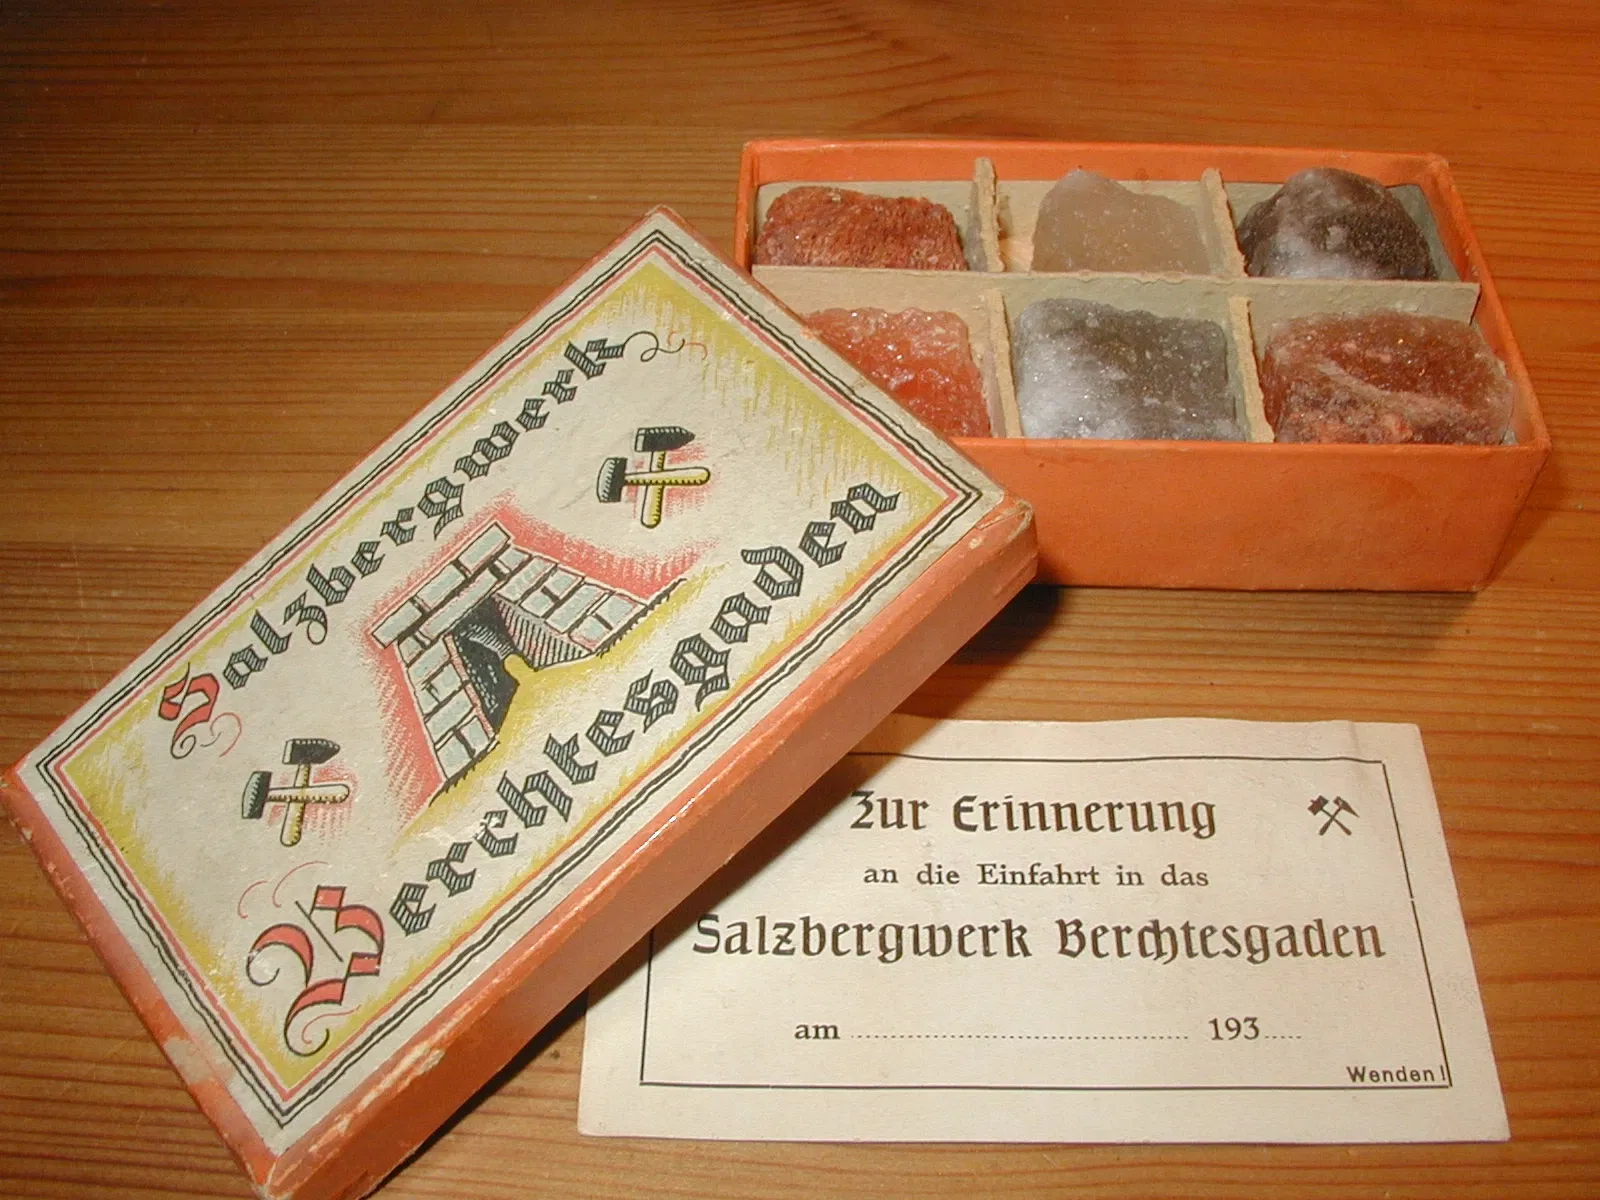 Salzbergwerk
Berchtesgaden
Zur Erinnerung
an die Einfahrt in das
Salzbergwerk Berchtesgaden
am ........................................ 193......
Wenden!